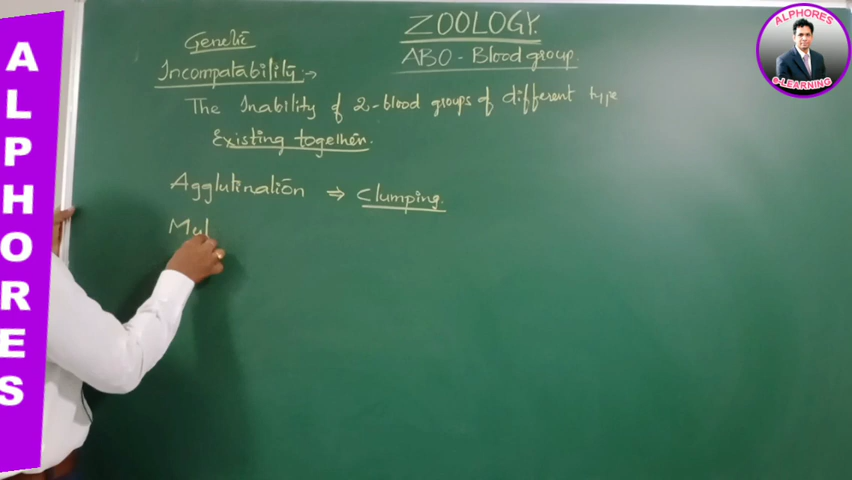 ALPHORES
ZOOLOGY.
ABO - Blood group.
Genetic
Incompatability :→
The Inability of 2-blood groups of different type
Existing together.
Agglutination ⇒ Clumping.
Mul
ALPHORES
e-LEARNING